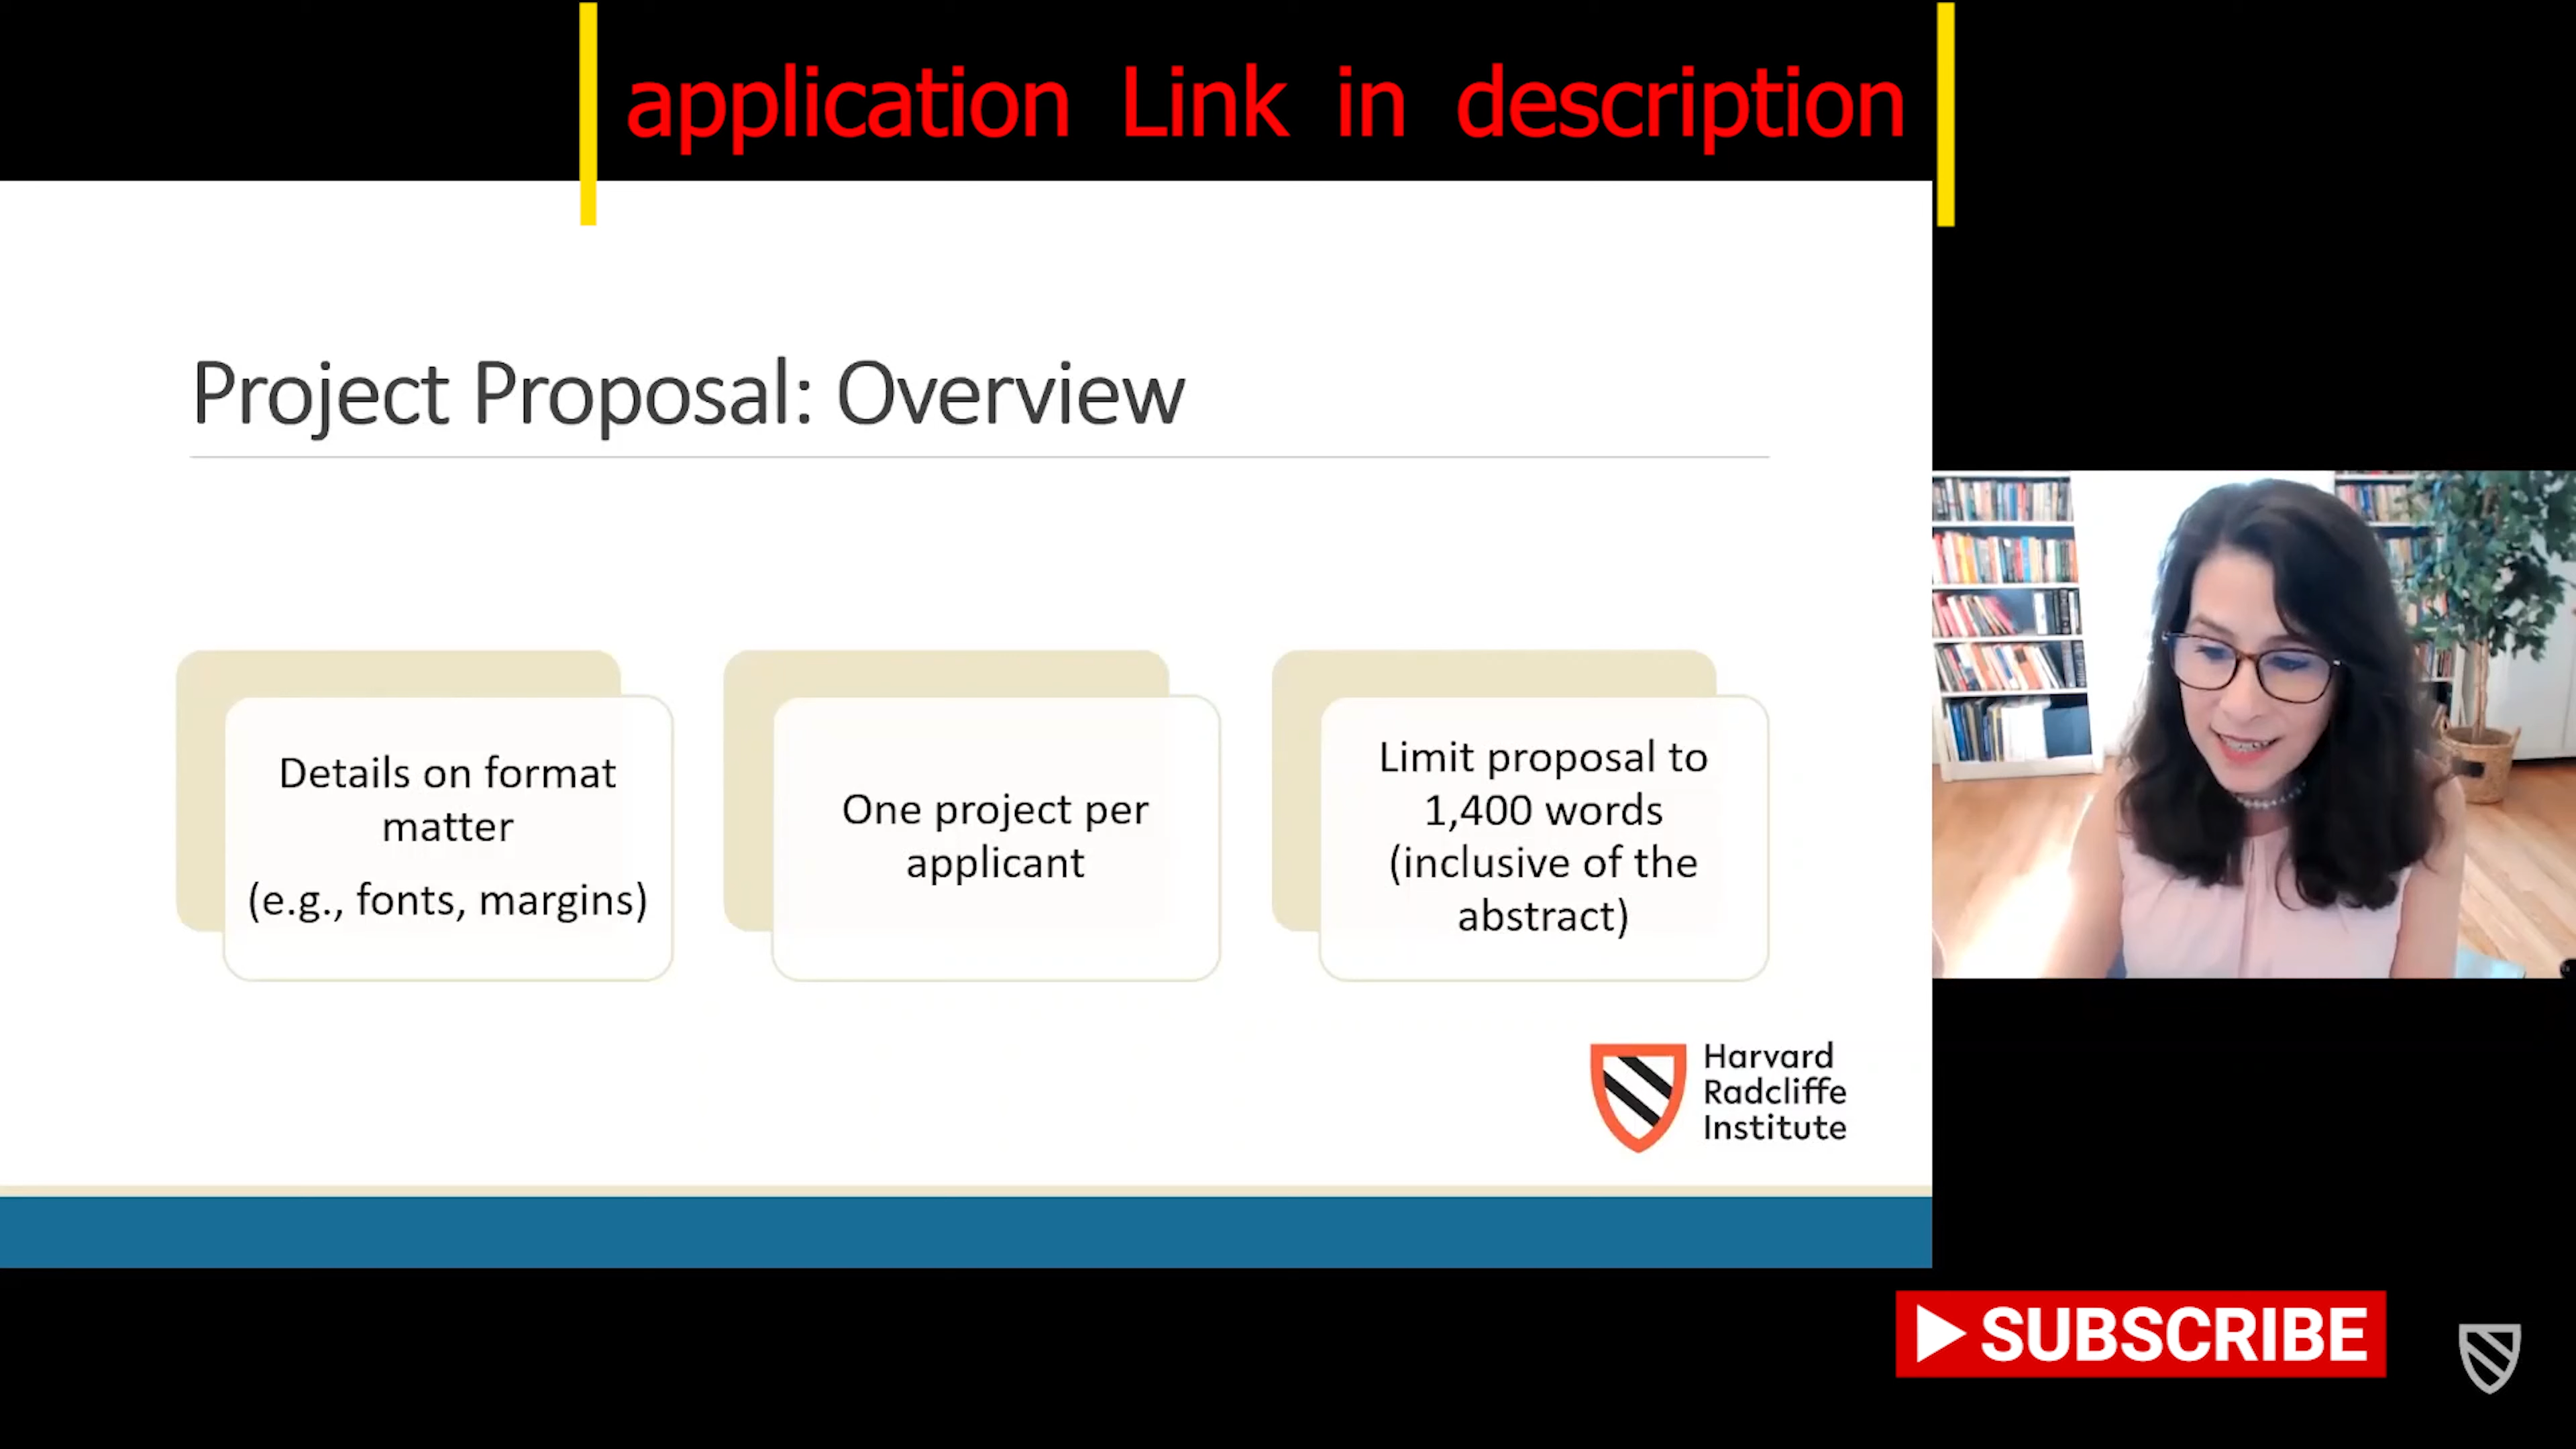 application Link in description
Project Proposal: Overview
Details on format
matter
(e.g., fonts, margins)
One project per
applicant
Limit proposal to
1,400 words
(inclusive of the
abstract)
Harvard
Radcliffe
Institute
SUBSCRIBE